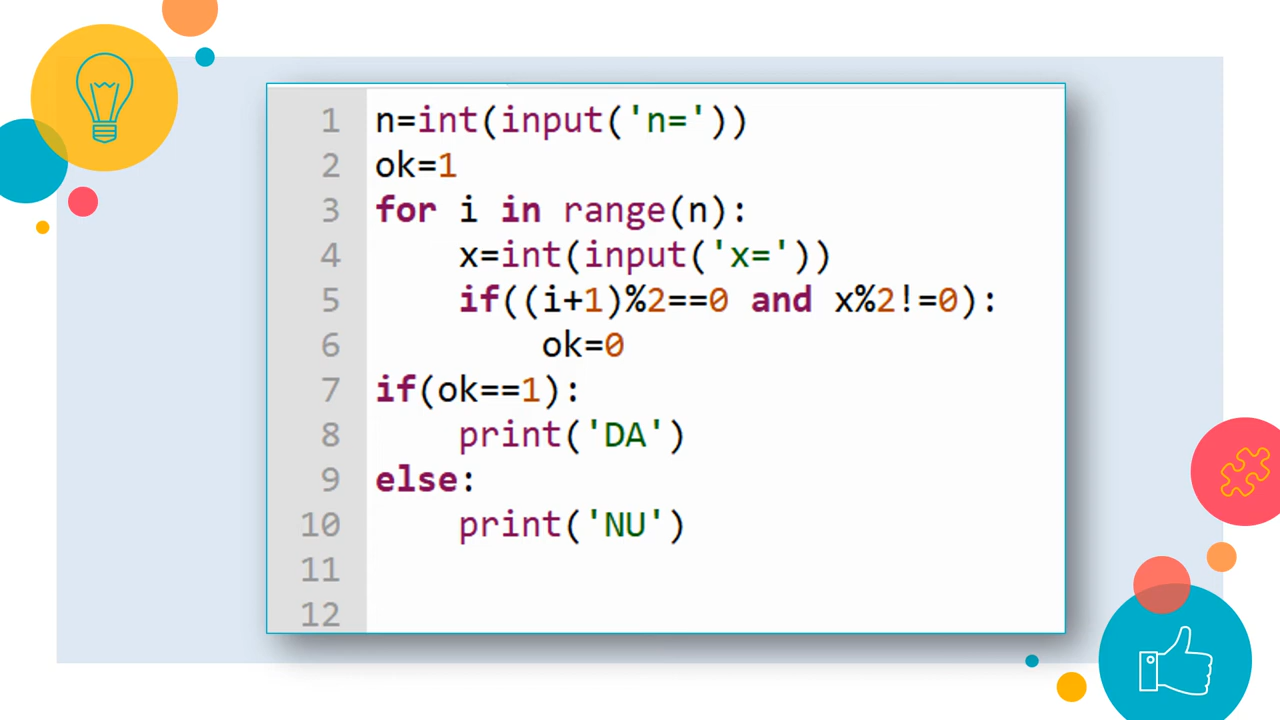 1 n=int(input('n='))
2 ok=1
3 for i in range(n):
4     x=int(input('x='))
5     if((i+1)%2==0 and x%2!=0):
6         ok=0
7 if(ok==1):
8     print('DA')
9 else:
10     print('NU')
11
12